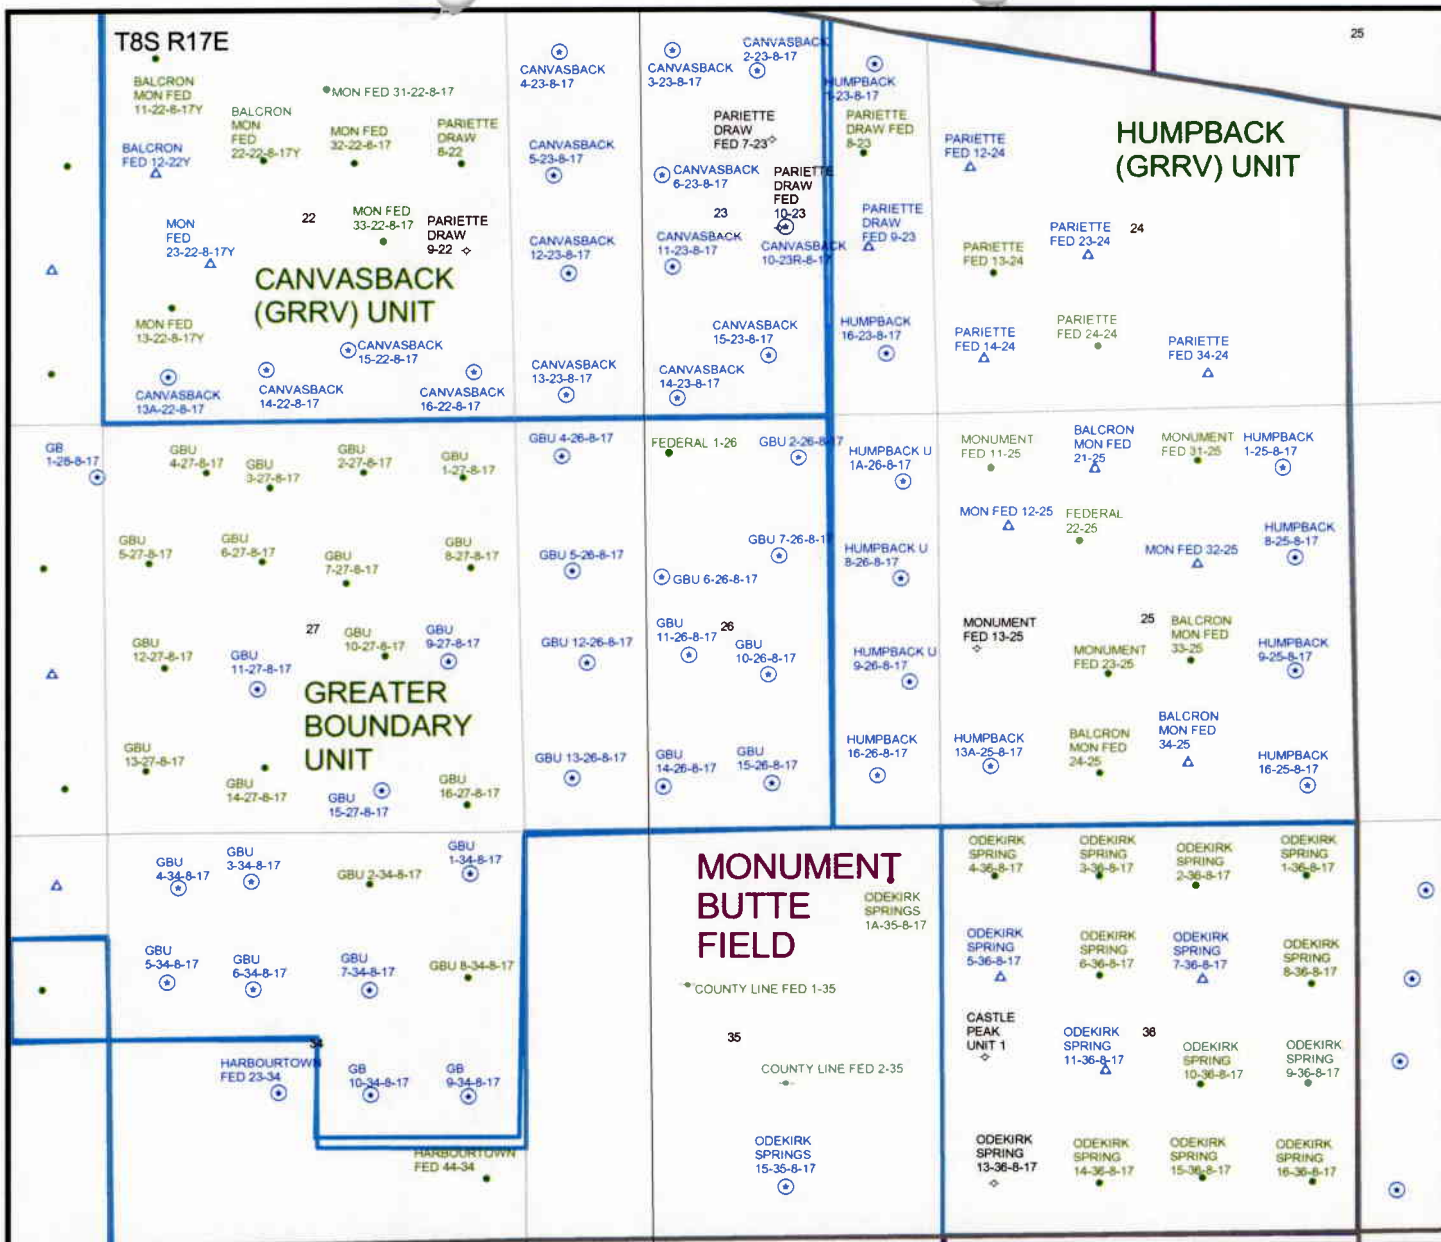 T8S R17E
25
BALCRON
MON FED
11-22-8-17Y
BALCRON
MON
FED
22-22-8-17Y
MON FED 31-22-8-17
MON FED
32-22-8-17
PARIETTE
DRAW
8-22
BALCRON
FED 12-22Y
MON
FED
23-22-8-17Y
22
MON FED
33-22-8-17
PARIETTE
DRAW
9-22
CANVASBACK
(GRRV) UNIT
MON FED
13-22-8-17Y
CANVASBACK
15-22-8-17
CANVASBACK
13A-22-8-17
CANVASBACK
14-22-8-17
CANVASBACK
16-22-8-17
CANVASBACK
4-23-8-17
CANVASBACK
3-23-8-17
CANVASBACK
2-23-8-17
HUMPBACK
1-23-8-17
PARIETTE
DRAW
FED 7-23
PARIETTE
DRAW FED
8-23
CANVASBACK
5-23-8-17
CANVASBACK
6-23-8-17
PARIETTE
DRAW
FED
10-23
23
PARIETTE
DRAW
FED 9-23
CANVASBACK
12-23-8-17
CANVASBACK
11-23-8-17
CANVASBACK
10-23R-8-17
CANVASBACK
15-23-8-17
HUMPBACK
16-23-8-17
CANVASBACK
13-23-8-17
CANVASBACK
14-23-8-17
PARIETTE
FED 12-24
HUMPBACK
(GRRV) UNIT
PARIETTE
FED 13-24
PARIETTE
FED 23-24
24
PARIETTE
FED 14-24
PARIETTE
FED 24-24
PARIETTE
FED 34-24
GB
1-28-8-17
GBU
4-27-8-17
GBU
3-27-8-17
GBU
2-27-8-17
GBU
1-27-8-17
GBU
5-27-8-17
GBU
6-27-8-17
GBU
7-27-8-17
GBU
8-27-8-17
27
GBU
12-27-8-17
GBU
11-27-8-17
GBU
10-27-8-17
GBU
9-27-8-17
GREATER
BOUNDARY
UNIT
GBU
13-27-8-17
GBU
14-27-8-17
GBU
15-27-8-17
GBU
16-27-8-17
GBU 4-26-8-17
FEDERAL 1-26
GBU 2-26-8-17
HUMPBACK U
1A-26-8-17
GBU 5-26-8-17
GBU 6-26-8-17
GBU 7-26-8-17
HUMPBACK U
8-26-8-17
GBU 12-26-8-17
GBU
11-26-8-17
26
GBU
10-26-8-17
HUMPBACK U
9-26-8-17
GBU 13-26-8-17
GBU
14-26-8-17
GBU
15-26-8-17
HUMPBACK
16-26-8-17
MONUMENT
FED 11-25
BALCRON
MON FED
21-25
MONUMENT
FED 31-25
HUMPBACK
1-25-8-17
MON FED 12-25
FEDERAL
22-25
MON FED 32-25
HUMPBACK
8-25-8-17
MONUMENT
FED 13-25
25
MONUMENT
FED 23-25
BALCRON
MON FED
33-25
HUMPBACK
9-25-8-17
HUMPBACK
13A-25-8-17
BALCRON
MON FED
24-25
BALCRON
MON FED
34-25
HUMPBACK
16-25-8-17
GBU
4-34-8-17
GBU
3-34-8-17
GBU 2-34-8-17
GBU
1-34-8-17
GBU
5-34-8-17
GBU
6-34-8-17
GBU
7-34-8-17
GBU 8-34-8-17
34
HARBOURTOWN
FED 23-34
GB
10-34-8-17
GB
9-34-8-17
HARBOURTOWN
FED 44-34
MONUMENT
BUTTE
FIELD
ODEKIRK
SPRINGS
1A-35-8-17
COUNTY LINE FED 1-35
35
COUNTY LINE FED 2-35
ODEKIRK
SPRINGS
15-35-8-17
ODEKIRK
SPRING
4-36-8-17
ODEKIRK
SPRING
3-36-8-17
ODEKIRK
SPRING
2-36-8-17
ODEKIRK
SPRING
1-36-8-17
ODEKIRK
SPRING
5-36-8-17
ODEKIRK
SPRING
6-36-8-17
ODEKIRK
SPRING
7-36-8-17
ODEKIRK
SPRING
8-36-8-17
CASTLE
PEAK
UNIT 1
ODEKIRK
SPRING
11-36-8-17
36
ODEKIRK
SPRING
10-36-8-17
ODEKIRK
SPRING
9-36-8-17
ODEKIRK
SPRING
13-36-8-17
ODEKIRK
SPRING
14-36-8-17
ODEKIRK
SPRING
15-36-8-17
ODEKIRK
SPRING
16-36-8-17